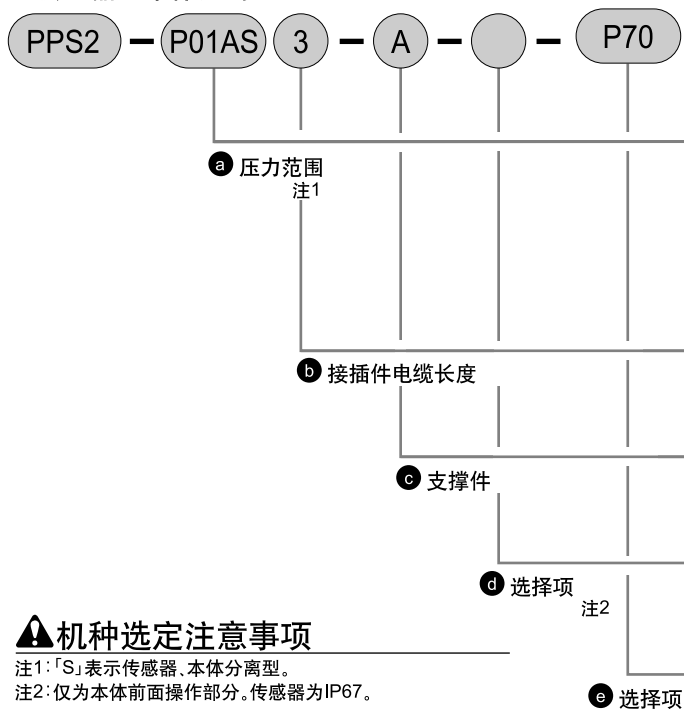 PPS2 - P01AS 3 - A - - P70
a 压力范围
注1
b 接插件电缆长度
c 支撑件
d 选择项
注2
e 选择项
机种选定注意事项
注1:「S」表示传感器、本体分离型。
注2:仅为本体前面操作部分。传感器为IP67。